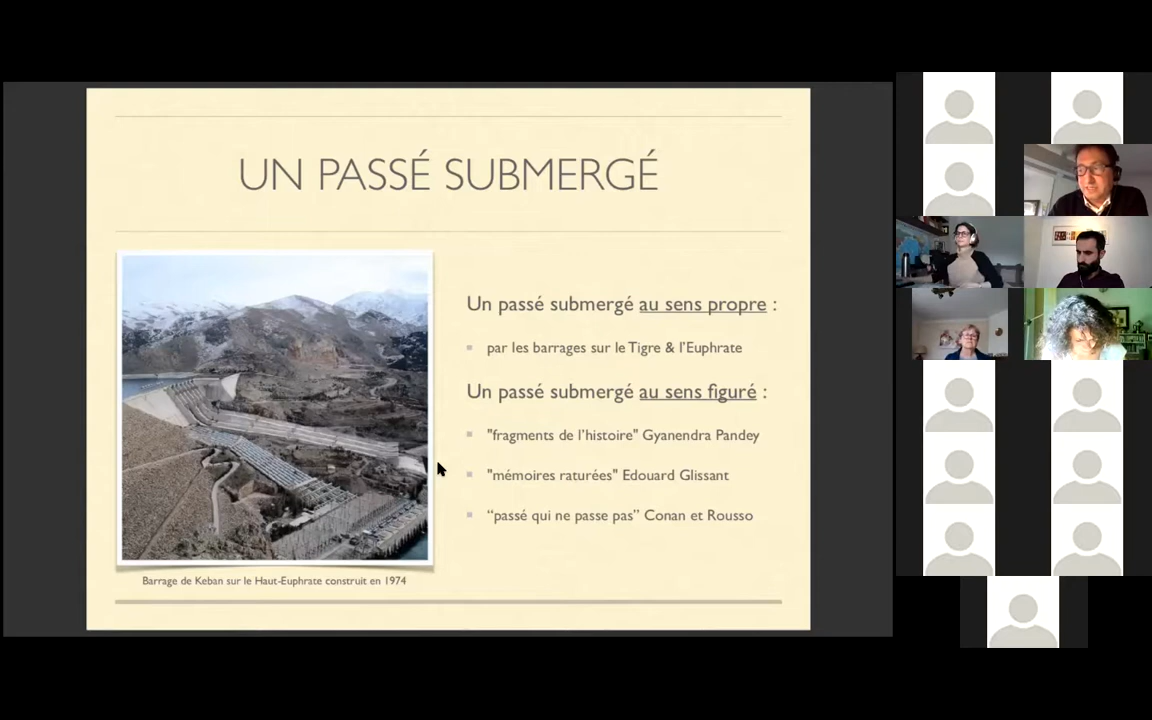 UN PASSÉ SUBMERGÉ
Un passé submergé au sens propre :
par les barrages sur le Tigre & l'Euphrate
Un passé submergé au sens figuré :
"fragments de l'histoire" Gyanendra Pandey
"mémoires raturées" Edouard Glissant
“passé qui ne passe pas” Conan et Rousso
Barrage de Keban sur le Haut-Euphrate construit en 1974